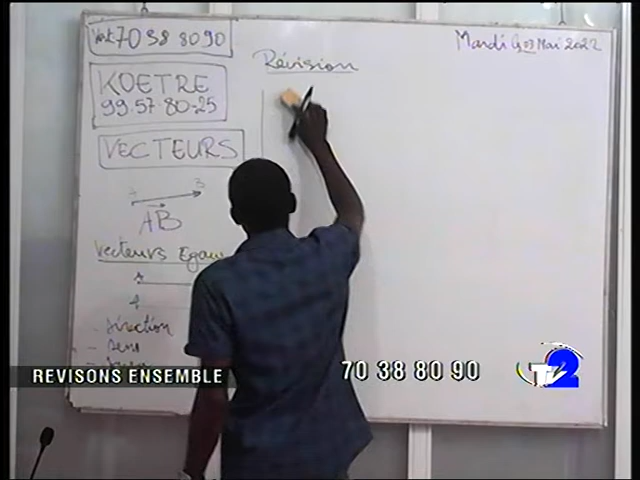 70 38 80 90
KOETRE
99.57 80-25
VECTEURS
AB
Vecteurs Egaux
- Direction
- Sens
Révision
Mardi 03 Mai 2022
REVISONS ENSEMBLE
70 38 80 90
2